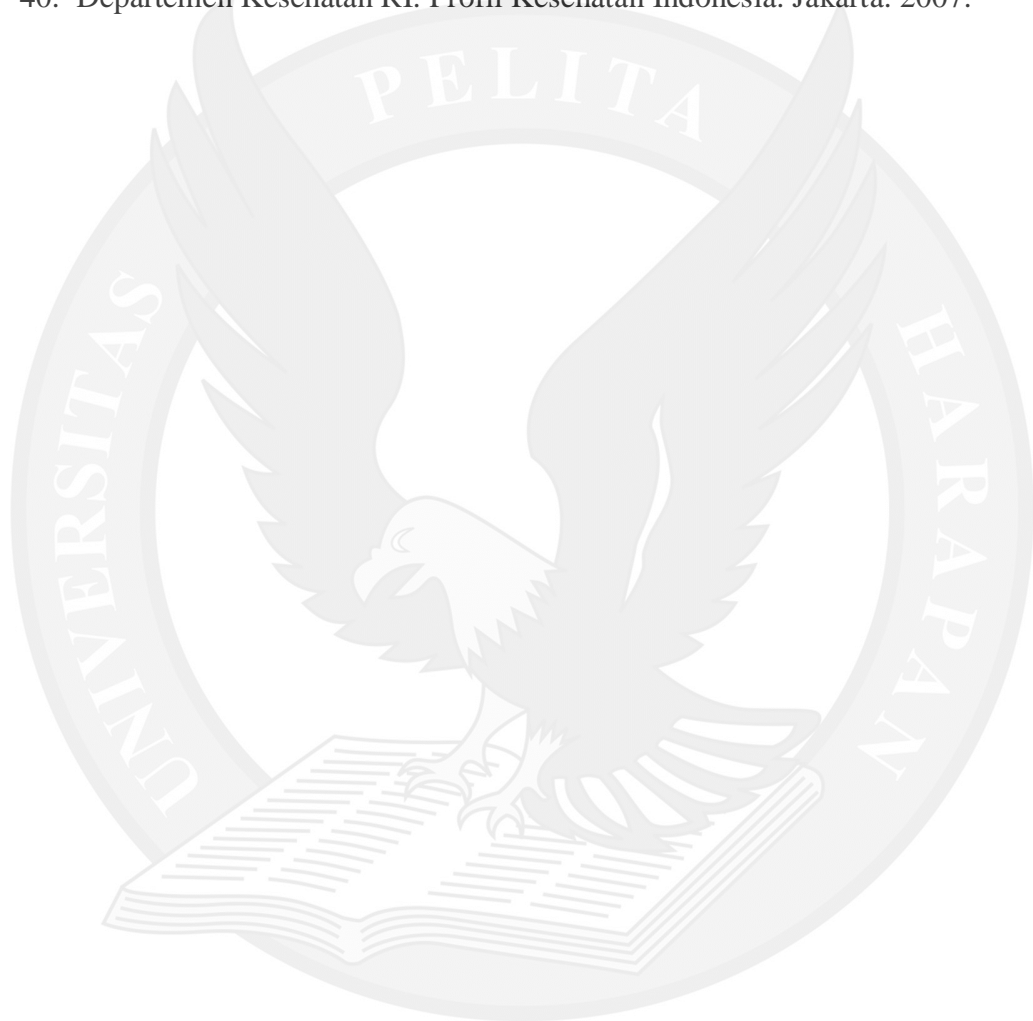 40. Departemen Kesehatan RI. Profil Kesehatan Indonesia. Jakarta. 2007.
UNIVERSITAS PELITA HARAPAN